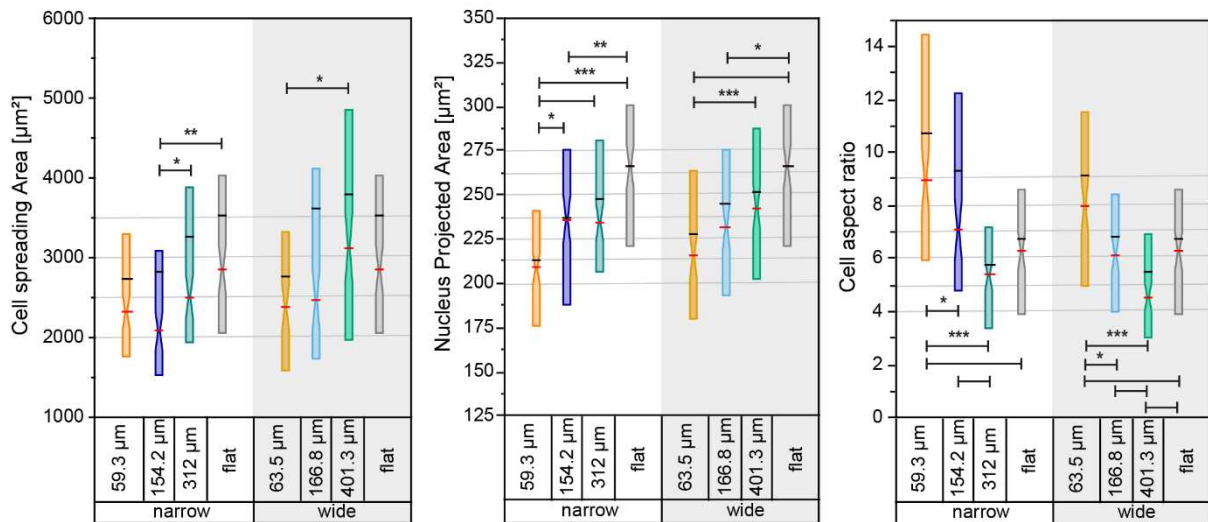 Cell spreading Area [µm²]
6000
5000
4000
3000
2000
1000
*
**
*
59.3 µm
154.2 µm
312 µm
flat
63.5 µm
166.8 µm
401.3 µm
flat
narrow
wide
Nucleus Projected Area [µm²]
350
325
300
275
250
225
200
175
150
125
**
*
***
***
*
59.3 µm
154.2 µm
312 µm
flat
63.5 µm
166.8 µm
401.3 µm
flat
narrow
wide
Cell aspect ratio
14
12
10
8
6
4
2
0
*
***
***
*
59.3 µm
154.2 µm
312 µm
flat
63.5 µm
166.8 µm
401.3 µm
flat
narrow
wide